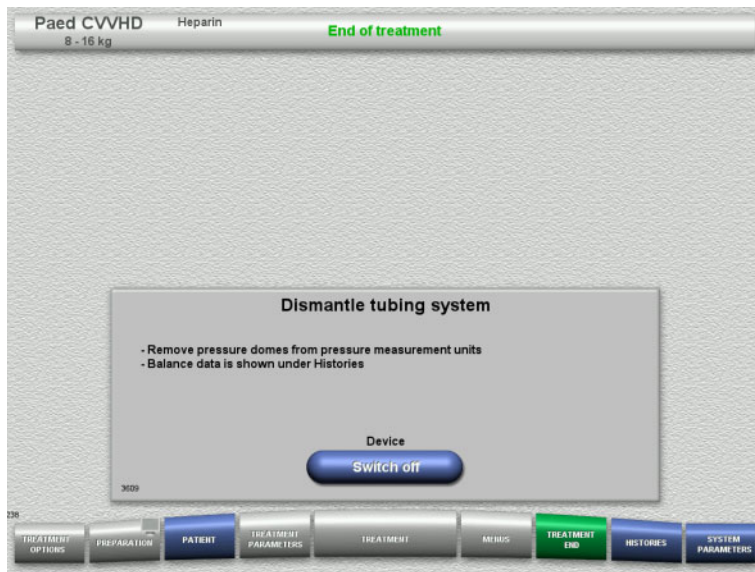 Paed CVVHD
Heparin
End of treatment
8 - 16 kg
Dismantle tubing system
- Remove pressure domes from pressure measurement units
- Balance data is shown under Histories
Device
Switch off
3609
238
TREATMENT
OPTIONS
PREPARATION
PATIENT
TREATMENT
PARAMETERS
TREATMENT
MENUS
TREATMENT
END
HISTORIES
SYSTEM
PARAMETERS